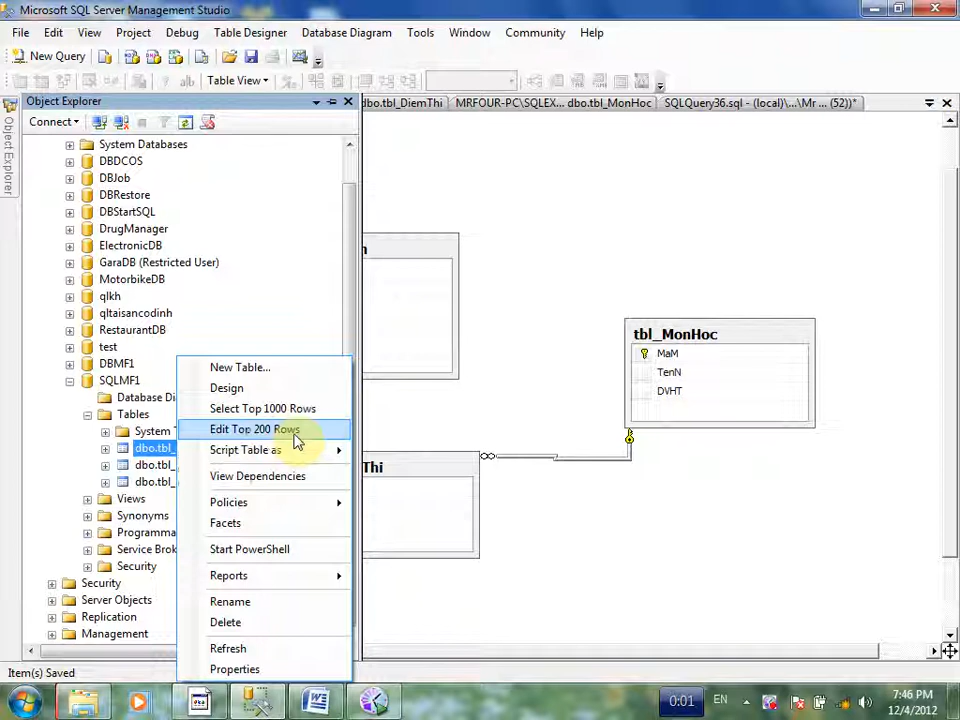 Microsoft SQL Server Management Studio
File Edit View Project Debug Table Designer Database Diagram Tools Window Community Help
New Query
Table View
Object Explorer
dbo.tbl_DiemThi MRFOUR-PC\SQLEX... dbo.tbl_MonHoc SQLQuery36.sql - (local)\...\Mr ... (52))*
Object Explorer
Connect
System Databases
DBDCOS
DBJob
DBRestore
DBStartSQL
DrugManager
ElectronicDB
GaraDB (Restricted User)
MotorbikeDB
qlkh
qltaisancodinh
RestaurantDB
test
DBMF1
SQLMF1
Database Di
Tables
System T
dbo.tbl_
dbo.tbl_
dbo.tbl_
Views
Synonyms
Programma
Service Brok
Security
Security
Server Objects
Replication
Management
New Table...
Design
Select Top 1000 Rows
Edit Top 200 Rows
Script Table as
View Dependencies
Policies
Facets
Start PowerShell
Reports
Rename
Delete
Refresh
Properties
n
Thi
tbl_MonHoc
MaM
TenN
DVHT
Item(s) Saved
0:01
EN
7:46 PM
12/4/2012